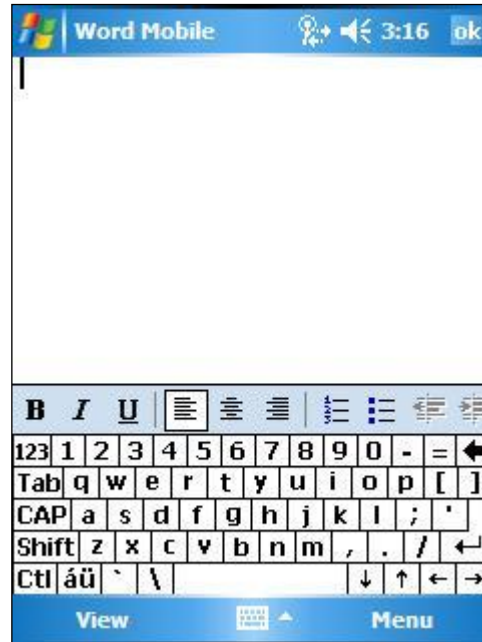 Word Mobile 3:16 ok
B I U
123 1 2 3 4 5 6 7 8 9 0 - =
Tab q w e r t y u i o p [ ]
CAP a s d f g h j k l ; '
Shift z x c v b n m , . /
Ctl áü ` \ ↓ ↑ ← →
View Menu